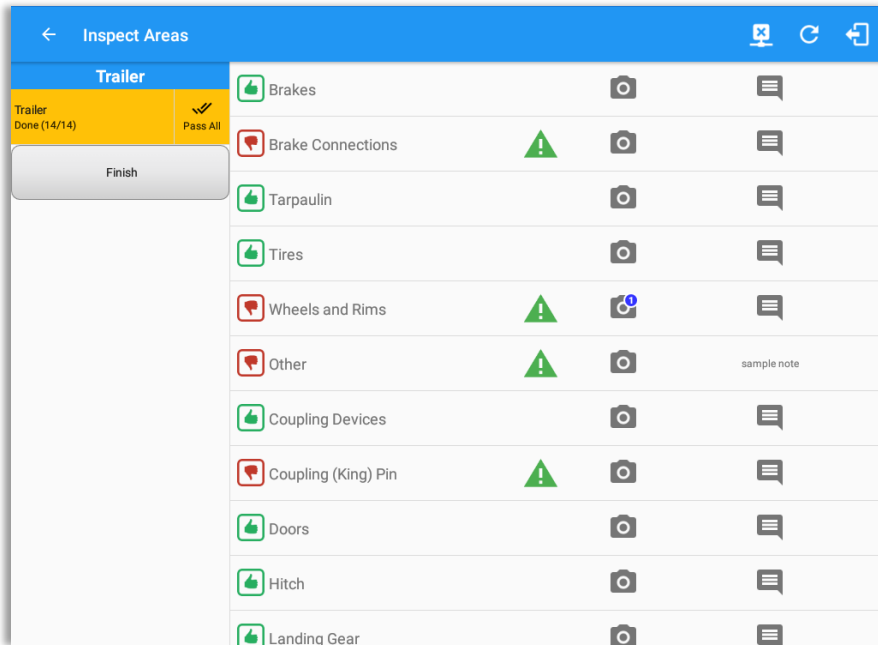 Inspect Areas
Trailer
Trailer
Done (14/14)
Pass All
Finish
Brakes
Brake Connections
Tarpaulin
Tires
Wheels and Rims
1
Other
sample note
Coupling Devices
Coupling (King) Pin
Doors
Hitch
Landing Gear